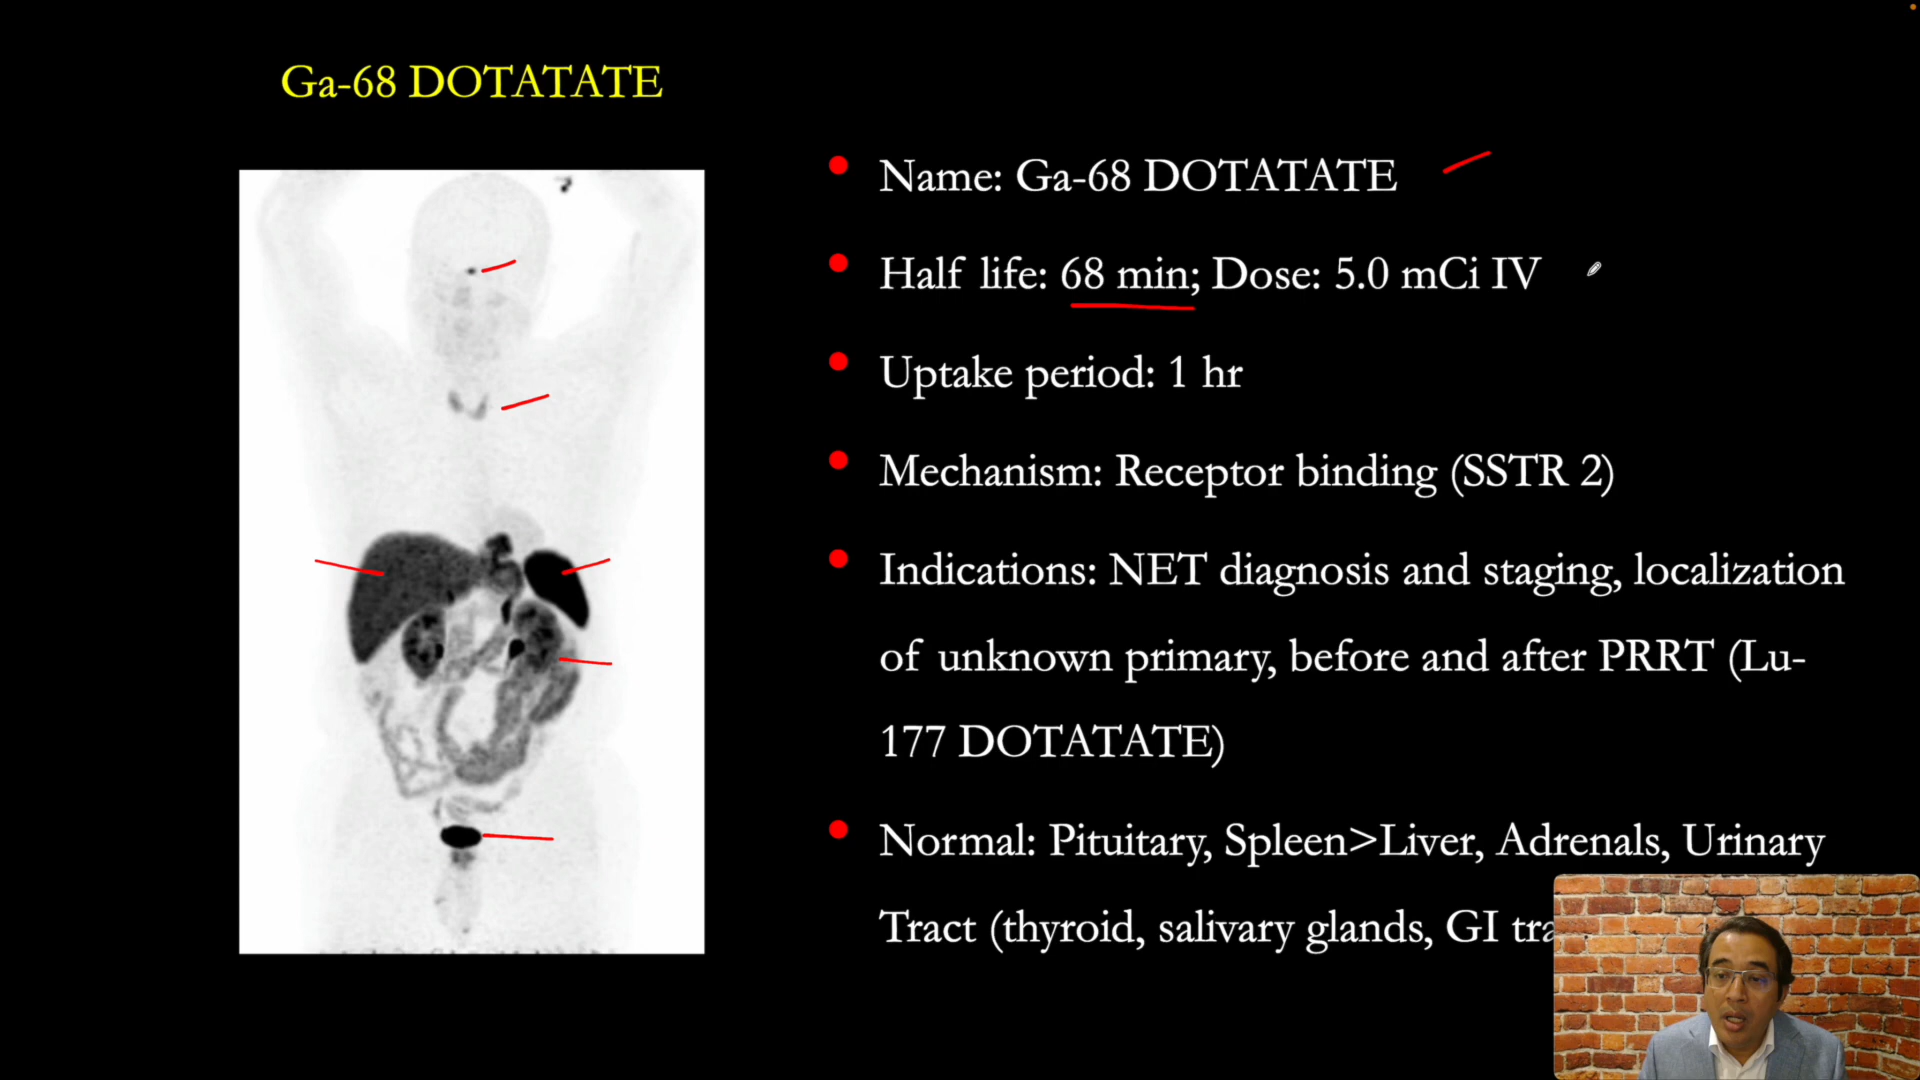 Ga-68 DOTATATE
Name: Ga-68 DOTATATE
Half life: 68 min; Dose: 5.0 mCi IV
Uptake period: 1 hr
Mechanism: Receptor binding (SSTR 2)
Indications: NET diagnosis and staging, localization
of unknown primary, before and after PRRT (Lu-
177 DOTATATE)
Normal: Pituitary, Spleen>Liver, Adrenals, Urinary
Tract (thyroid, salivary glands, GI